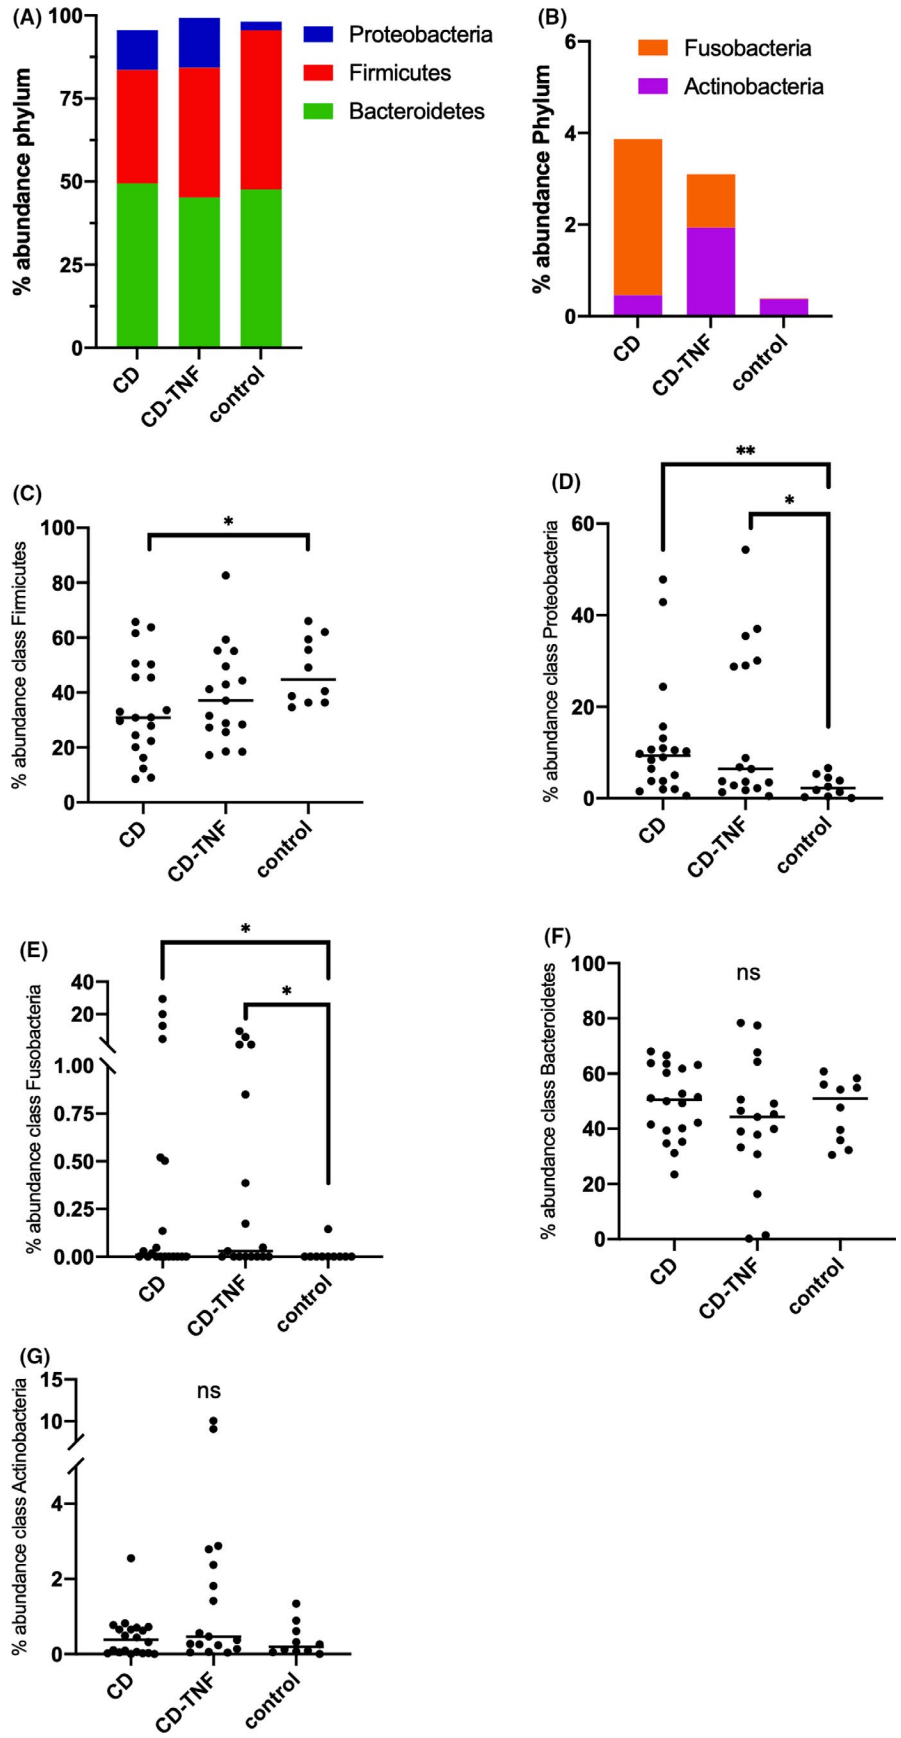 (A)
% abundance phylum
100
75
50
25
0
CD
CD-TNF
control
Proteobacteria
Firmicutes
Bacteroidetes
(B)
% abundance Phylum
6
4
2
0
Fusobacteria
Actinobacteria
CD
CD-TNF
control
(C)
% abundance class Firmicutes
100
80
60
40
20
0
*
CD
CD-TNF
control
(D)
% abundance class Proteobacteria
60
40
20
0
**
*
CD
CD-TNF
control
(E)
% abundance class Fusobacteria
40
20
1.00
0.75
0.50
0.25
0.00
*
*
CD
CD-TNF
control
(F)
% abundance class Bacteroidetes
100
80
60
40
20
0
ns
CD
CD-TNF
control
(G)
% abundance class Actinobacteria
15
10
4
2
0
ns
CD
CD-TNF
control